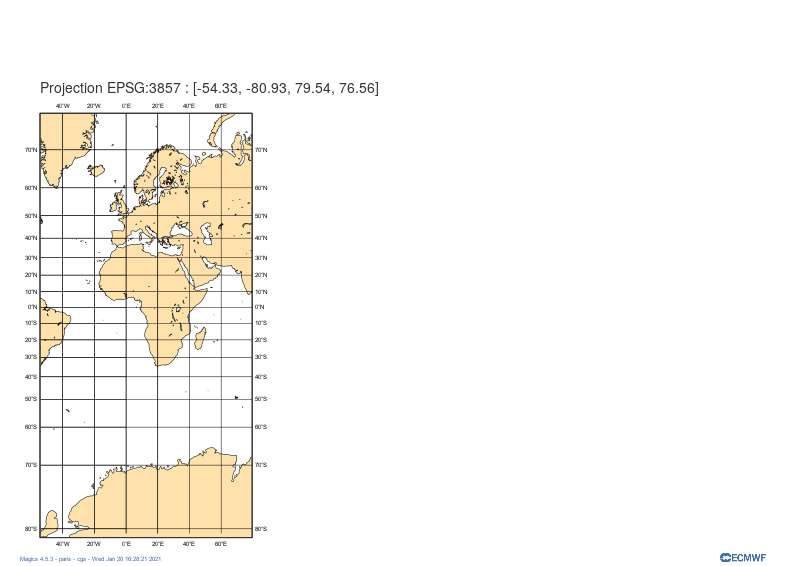 Projection EPSG:3857 : [-54.33, -80.93, 79.54, 76.56]
40°W 20°W 0°E 20°E 40°E 60°E
70°N 70°N
60°N 60°N
50°N 50°N
40°N 40°N
30°N 30°N
20°N 20°N
10°N 10°N
0°N 0°N
10°S 10°S
20°S 20°S
30°S 30°S
40°S 40°S
50°S 50°S
60°S 60°S
70°S 70°S
80°S 80°S
40°W 20°W 0°E 20°E 40°E 60°E
Magics 4.5.3 - paris - cgs - Wed Jan 20 16:28:21 2021
ECMWF